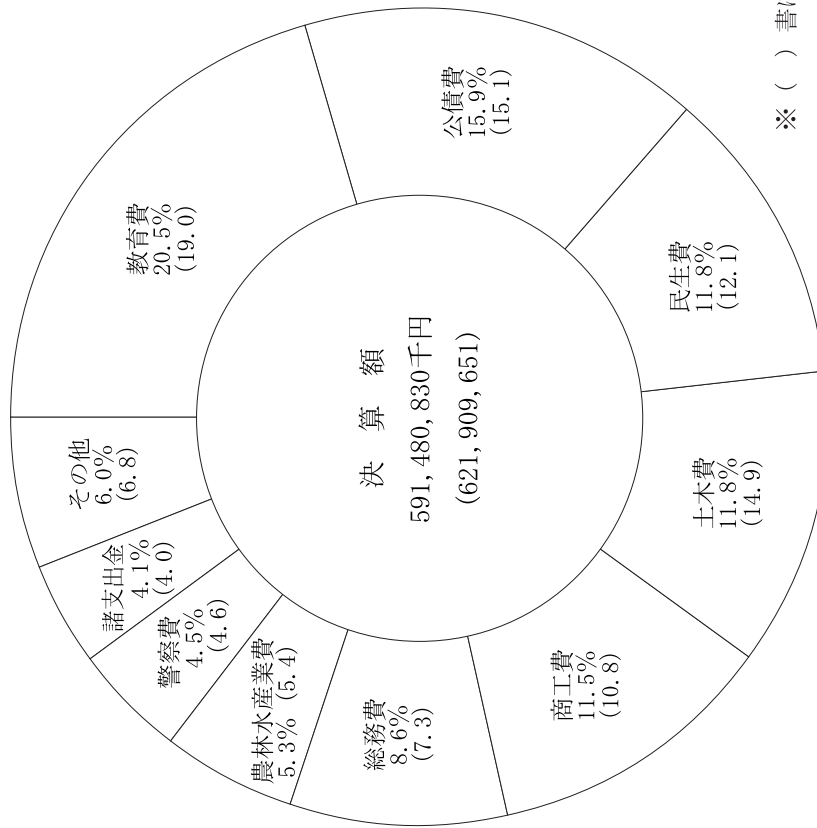 教育費
20.5%
(19.0)
公債費
15.9%
(15.1)
民生費
11.8%
(12.1)
土木費
11.8%
(14.9)
商工費
11.5%
(10.8)
総務費
8.6%
(7.3)
農林水産業費
5.3% (5.4)
警察費
4.5%
(4.6)
諸支出金
4.1%
(4.0)
その他
6.0%
(6.8)
決 算 額
591,480,830千円
(621,909,651)
※ ( ) 書